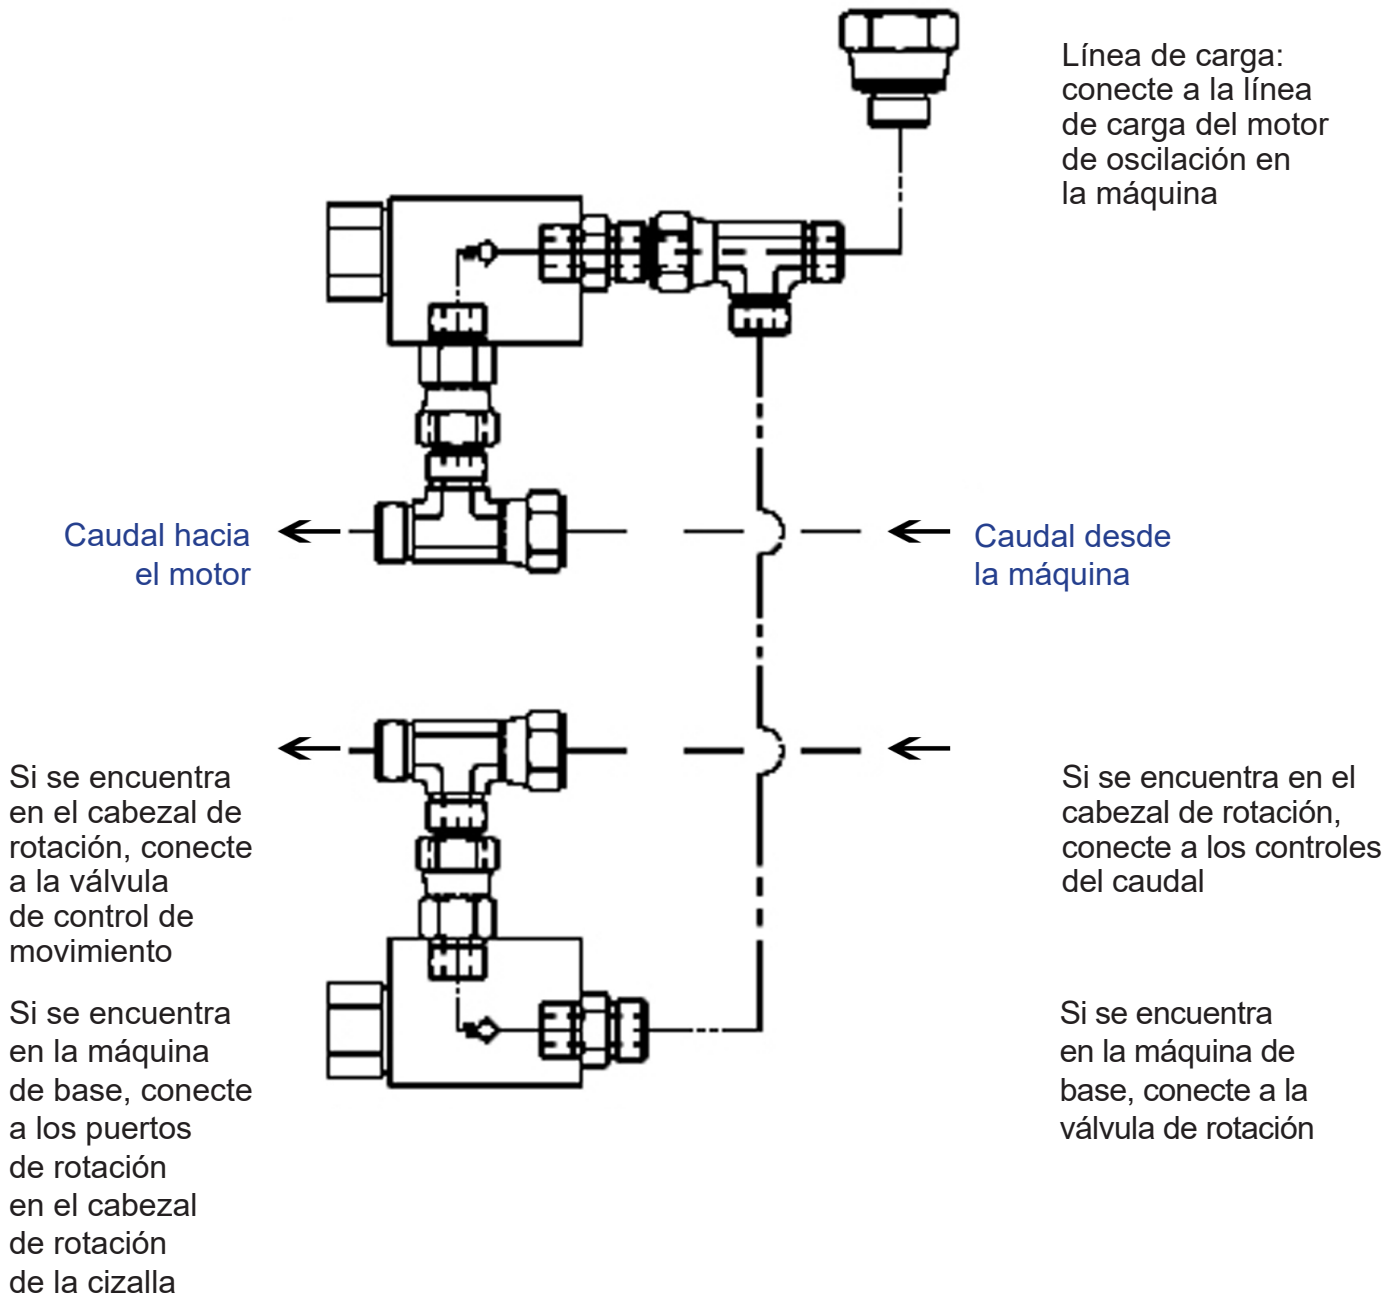 Línea de carga:
conecte a la línea
de carga del motor
de oscilación en
la máquina
Caudal hacia
el motor
Caudal desde
la máquina
Si se encuentra
en el cabezal de
rotación, conecte
a la válvula
de control de
movimiento
Si se encuentra en el
cabezal de rotación,
conecte a los controles
del caudal
Si se encuentra
en la máquina
de base, conecte
a los puertos
de rotación
en el cabezal
de rotación
de la cizalla
Si se encuentra
en la máquina de
base, conecte a la
válvula de rotación